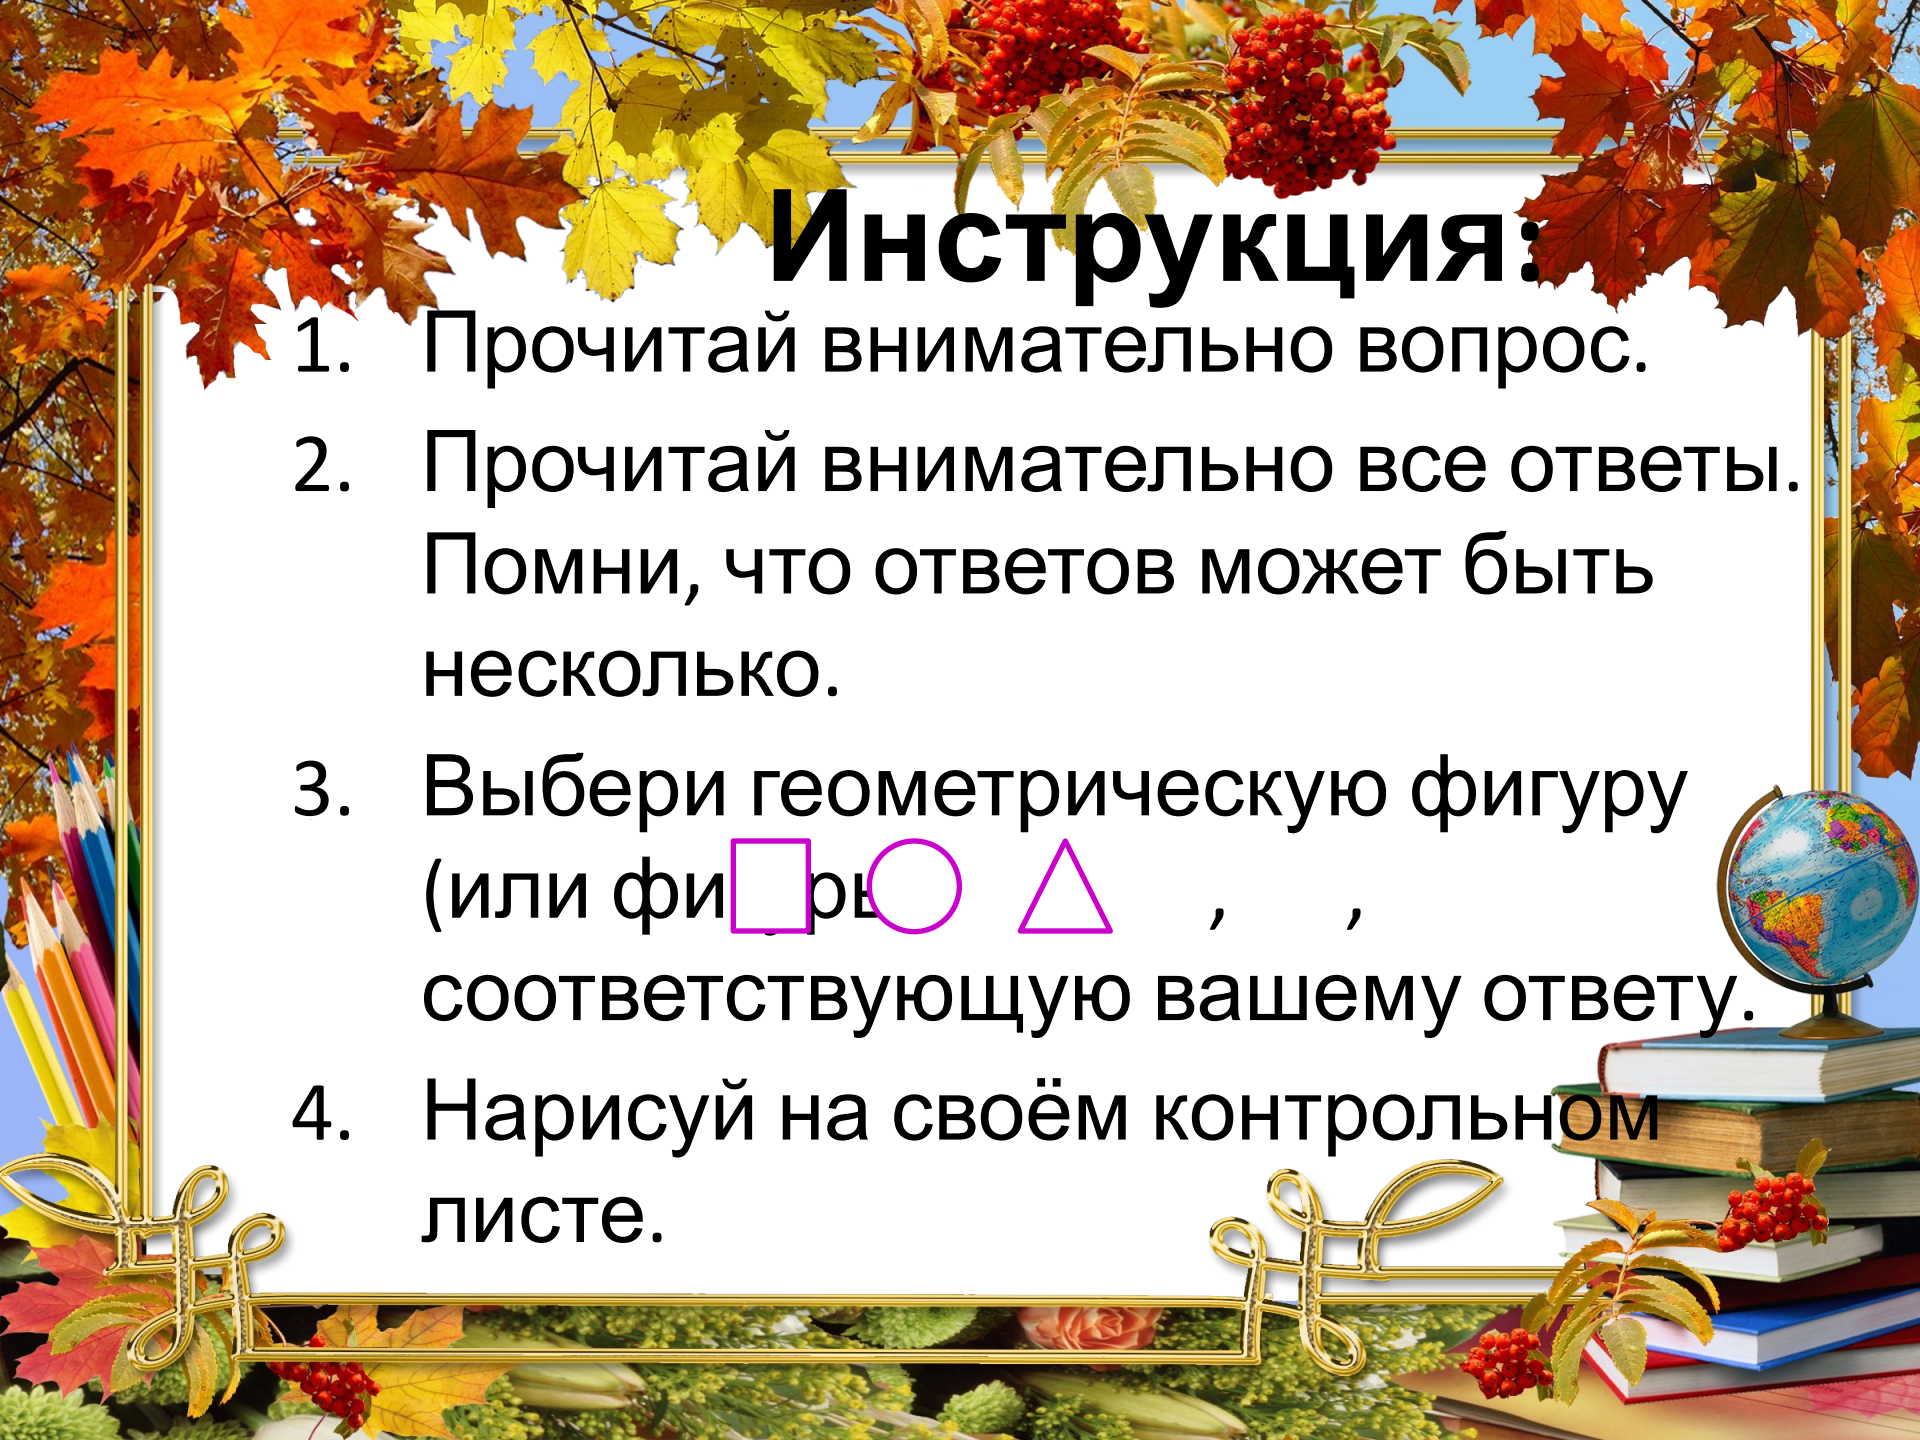 Инструкция:
1. Прочитай внимательно вопрос.
2. Прочитай внимательно все ответы.
Помни, что ответов может быть
несколько.
3. Выбери геометрическую фигуру
(или , ,
соответствующую вашему ответу.
4. Нарисуй на своём контрольном
листе.